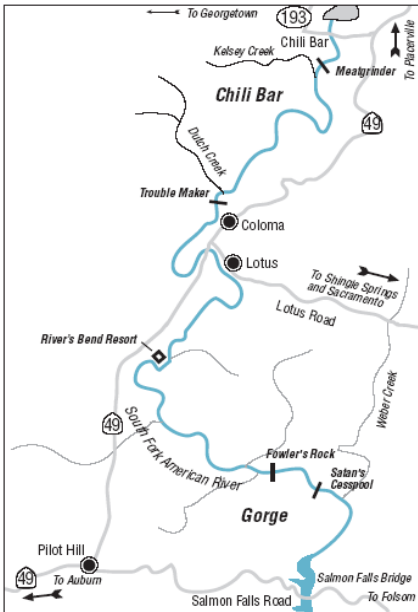 To Georgetown
193
Chili Bar
To Placerville
Kelsey Creek
Meatgrinder
Chili Bar
49
Dutch Creek
Trouble Maker
Coloma
Lotus
To Shingle Springs
and Sacramento
Lotus Road
River's Bend Resort
Weber Creek
49
South Fork American River
Fowler's Rock
Satan's
Cesspool
Gorge
Pilot Hill
49
To Auburn
Salmon Falls Bridge
To Folsom
Salmon Falls Road